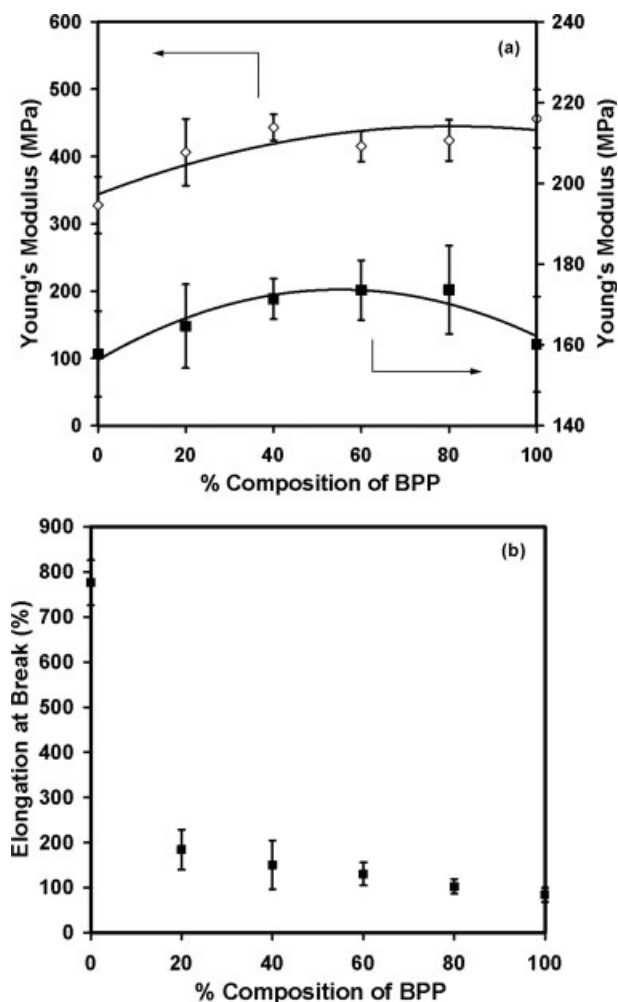 (a)
Young's Modulus (MPa)
600
500
400
300
200
100
0
240
220
200
180
160
140
Young's Modulus (MPa)
0 20 40 60 80 100
% Composition of BPP
(b)
Elongation at Break (%)
900
800
700
600
500
400
300
200
100
0
0 20 40 60 80 100
% Composition of BPP